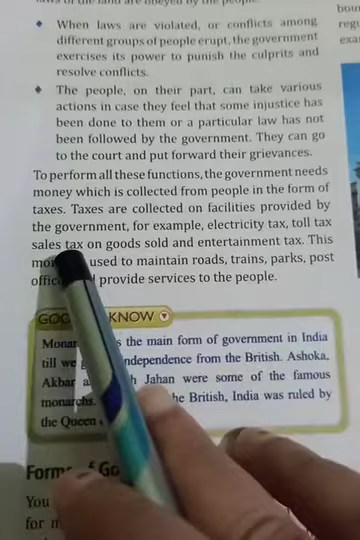 laws of the land are obeyed by the people.
When laws are violated, or conflicts among
different groups of people erupt, the government
exercises its power to punish the culprits and
resolve conflicts.
The people, on their part, can take various
actions in case they feel that some injustice has
been done to them or a particular law has not
been followed by the government. They can go
to the court and put forward their grievances.
To perform all these functions, the government needs
money which is collected from people in the form of
taxes. Taxes are collected on facilities provided by
the government, for example, electricity tax, toll tax
sales tax on goods sold and entertainment tax. This
used to maintain roads, trains, parks, post
provide services to the people.
KNOW
the main form of government in India
till we independence from the British. Ashoka,
Akbar Jahan were some of the famous
monarchs. British, India was ruled by
the Queen
Forms of
You
for